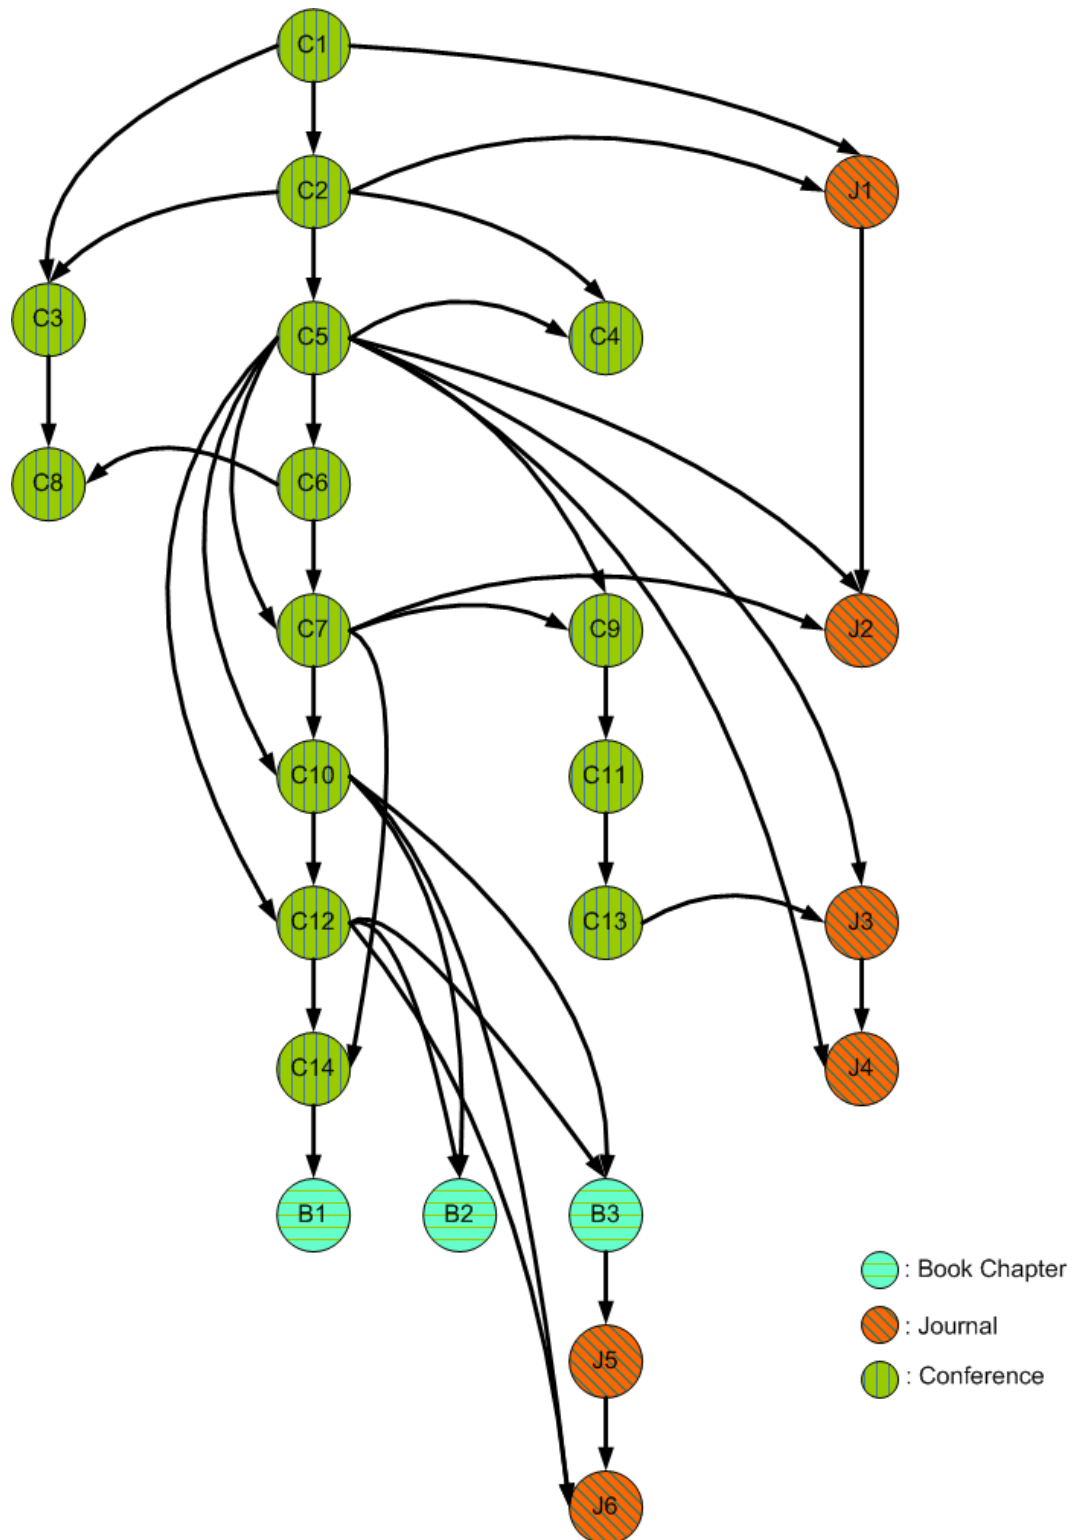 C1
C2
J1
C3
C5
C4
C8
C6
C7
C9
J2
C10
C11
C12
C13
J3
C14
J4
B1
B2
B3
: Book Chapter
: Journal
J5
: Conference
J6